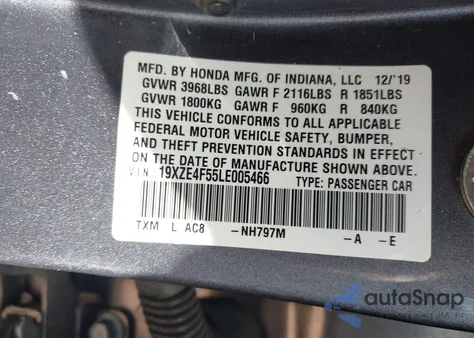 MFD. BY HONDA MFG. OF INDIANA, LLC 12/'19
GVWR 3968LBS GAWR F 2116LBS R 1851LBS
GVWR 1800KG GAWR F 960KG R 840KG
THIS VEHICLE CONFORMS TO ALL APPLICABLE
FEDERAL MOTOR VEHICLE SAFETY, BUMPER,
AND THEFT PREVENTION STANDARDS IN EFFECT
ON THE DATE OF MANUFACTURE SHOWN ABOVE.
V.I.N. 19XZE4F55LE005466 TYPE: PASSENGER CAR
TXM L AC8 -NH797M -A -E
autoSnap